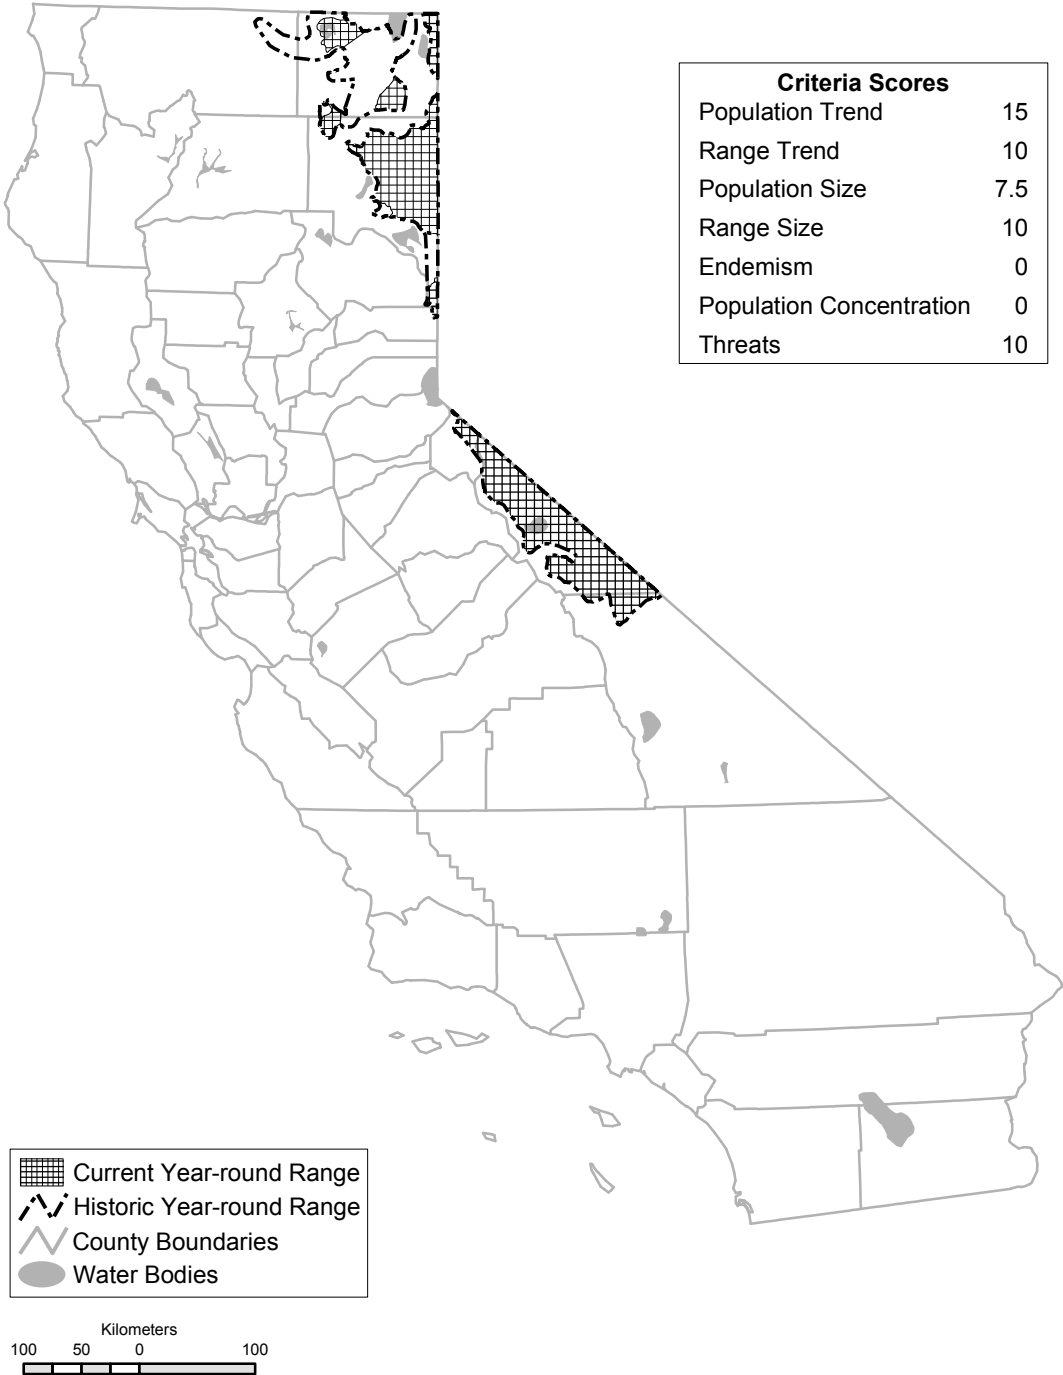 Criteria Scores
Population Trend 15
Range Trend 10
Population Size 7.5
Range Size 10
Endemism 0
Population Concentration 0
Threats 10
Current Year-round Range
Historic Year-round Range
County Boundaries
Water Bodies
Kilometers
100 50 0 100